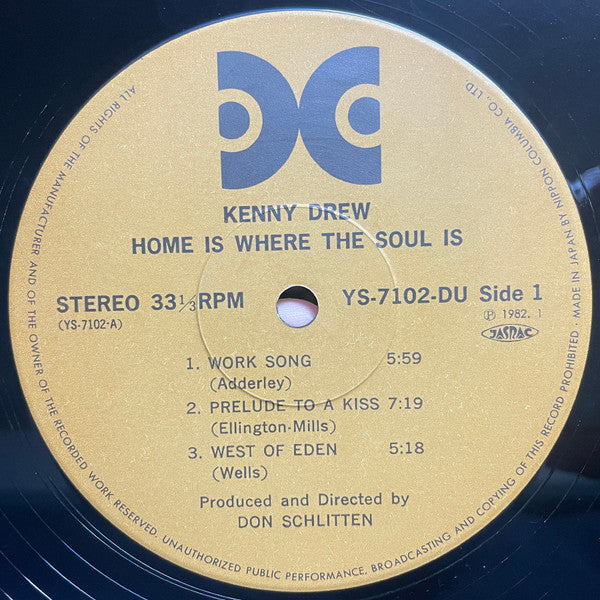 KENNY DREW
HOME IS WHERE THE SOUL IS
STEREO 33⅓RPM
(YS-7102-A)
YS-7102-DU Side 1
Ⓟ 1982. 1
JASRAC
1. WORK SONG 5:59
(Adderley)
2. PRELUDE TO A KISS 7:19
(Ellington-Mills)
3. WEST OF EDEN 5:18
(Wells)
Produced and Directed by
DON SCHLITTEN
ALL RIGHTS OF THE MANUFACTURER AND OF THE OWNER OF THE RECORDED WORK RESERVED. UNAUTHORIZED PUBLIC PERFORMANCE, BROADCASTING AND COPYING OF THIS RECORD PROHIBITED · MADE IN JAPAN BY NIPPON COLUMBIA CO., LTD.